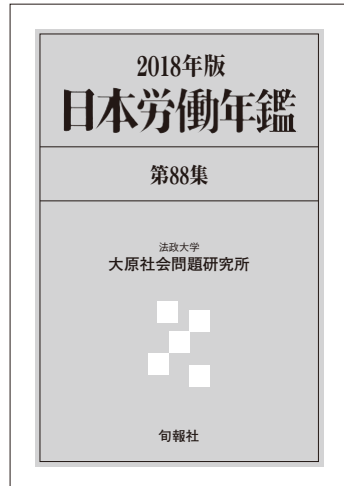 2018年版
日本労働年鑑
第88集
法政大学
大原社会問題研究所
旬報社